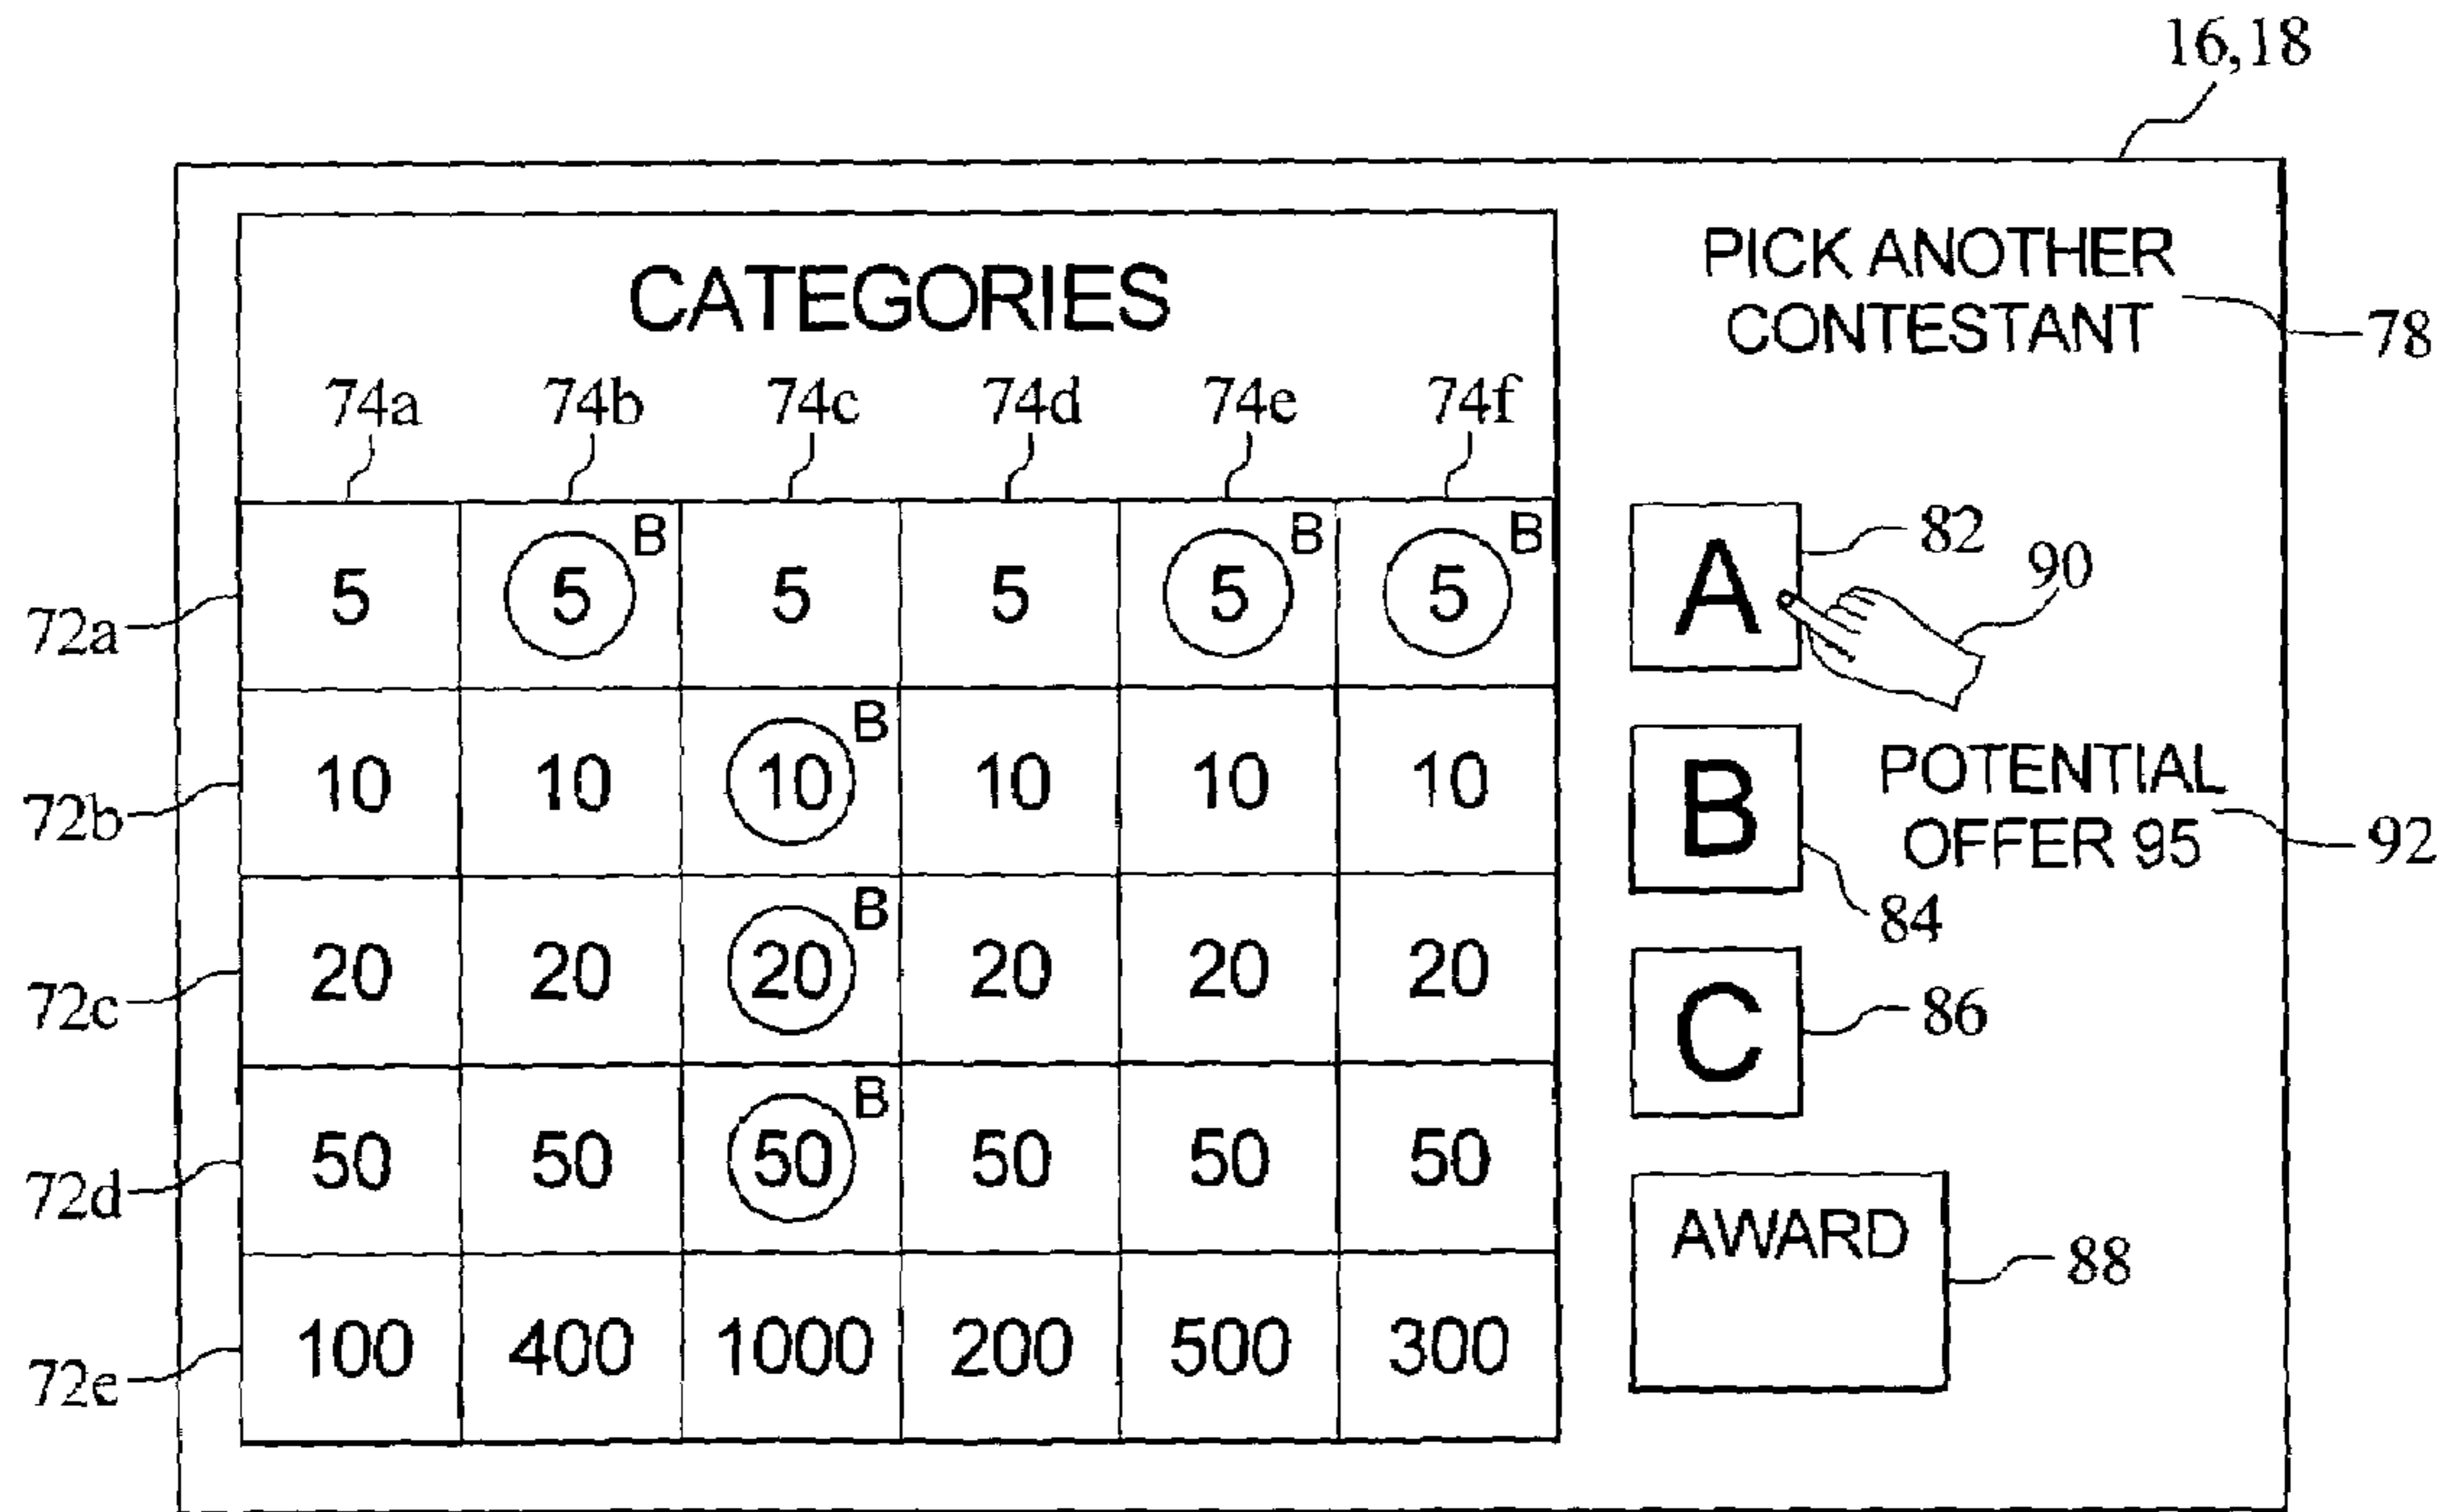 16,18
PICK ANOTHER
CONTESTANT
78
CATEGORIES
74a 74b 74c 74d 74e 74f
72a 5 5 B 5 5 5 B 5 B
A 82 90
72b 10 10 10 B 10 10 10
B POTENTIAL
OFFER 95
92
84
72c 20 20 20 B 20 20 20
C 86
72d 50 50 50 B 50 50 50
AWARD
88
72e 100 400 1000 200 500 300